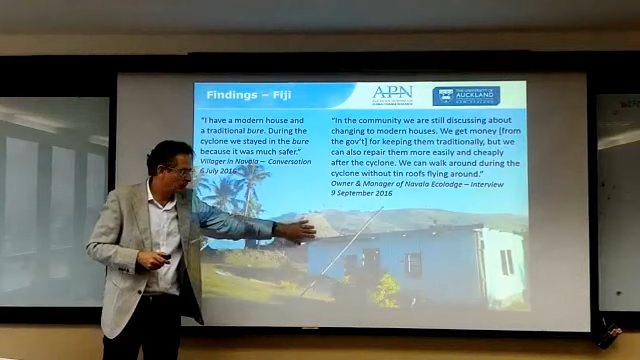 Findings – Fiji
APN
GLOBAL CHANGE RESEARCH
THE UNIVERSITY OF
AUCKLAND
NEW ZEALAND
"I have a modern house and
a traditional bure. During the
cyclone we stayed in the bure
because it was much safer."
Villager in Navala – Conversation
6 July 2016
"In the community we are still discussing about
changing to modern houses. We get money [from
the gov't] for keeping them traditionally, but we
can also repair them more easily and cheaply
after the cyclone. We can walk around during the
cyclone without tin roofs flying around."
Owner & Manager of Navala Ecolodge – Interview
9 September 2016